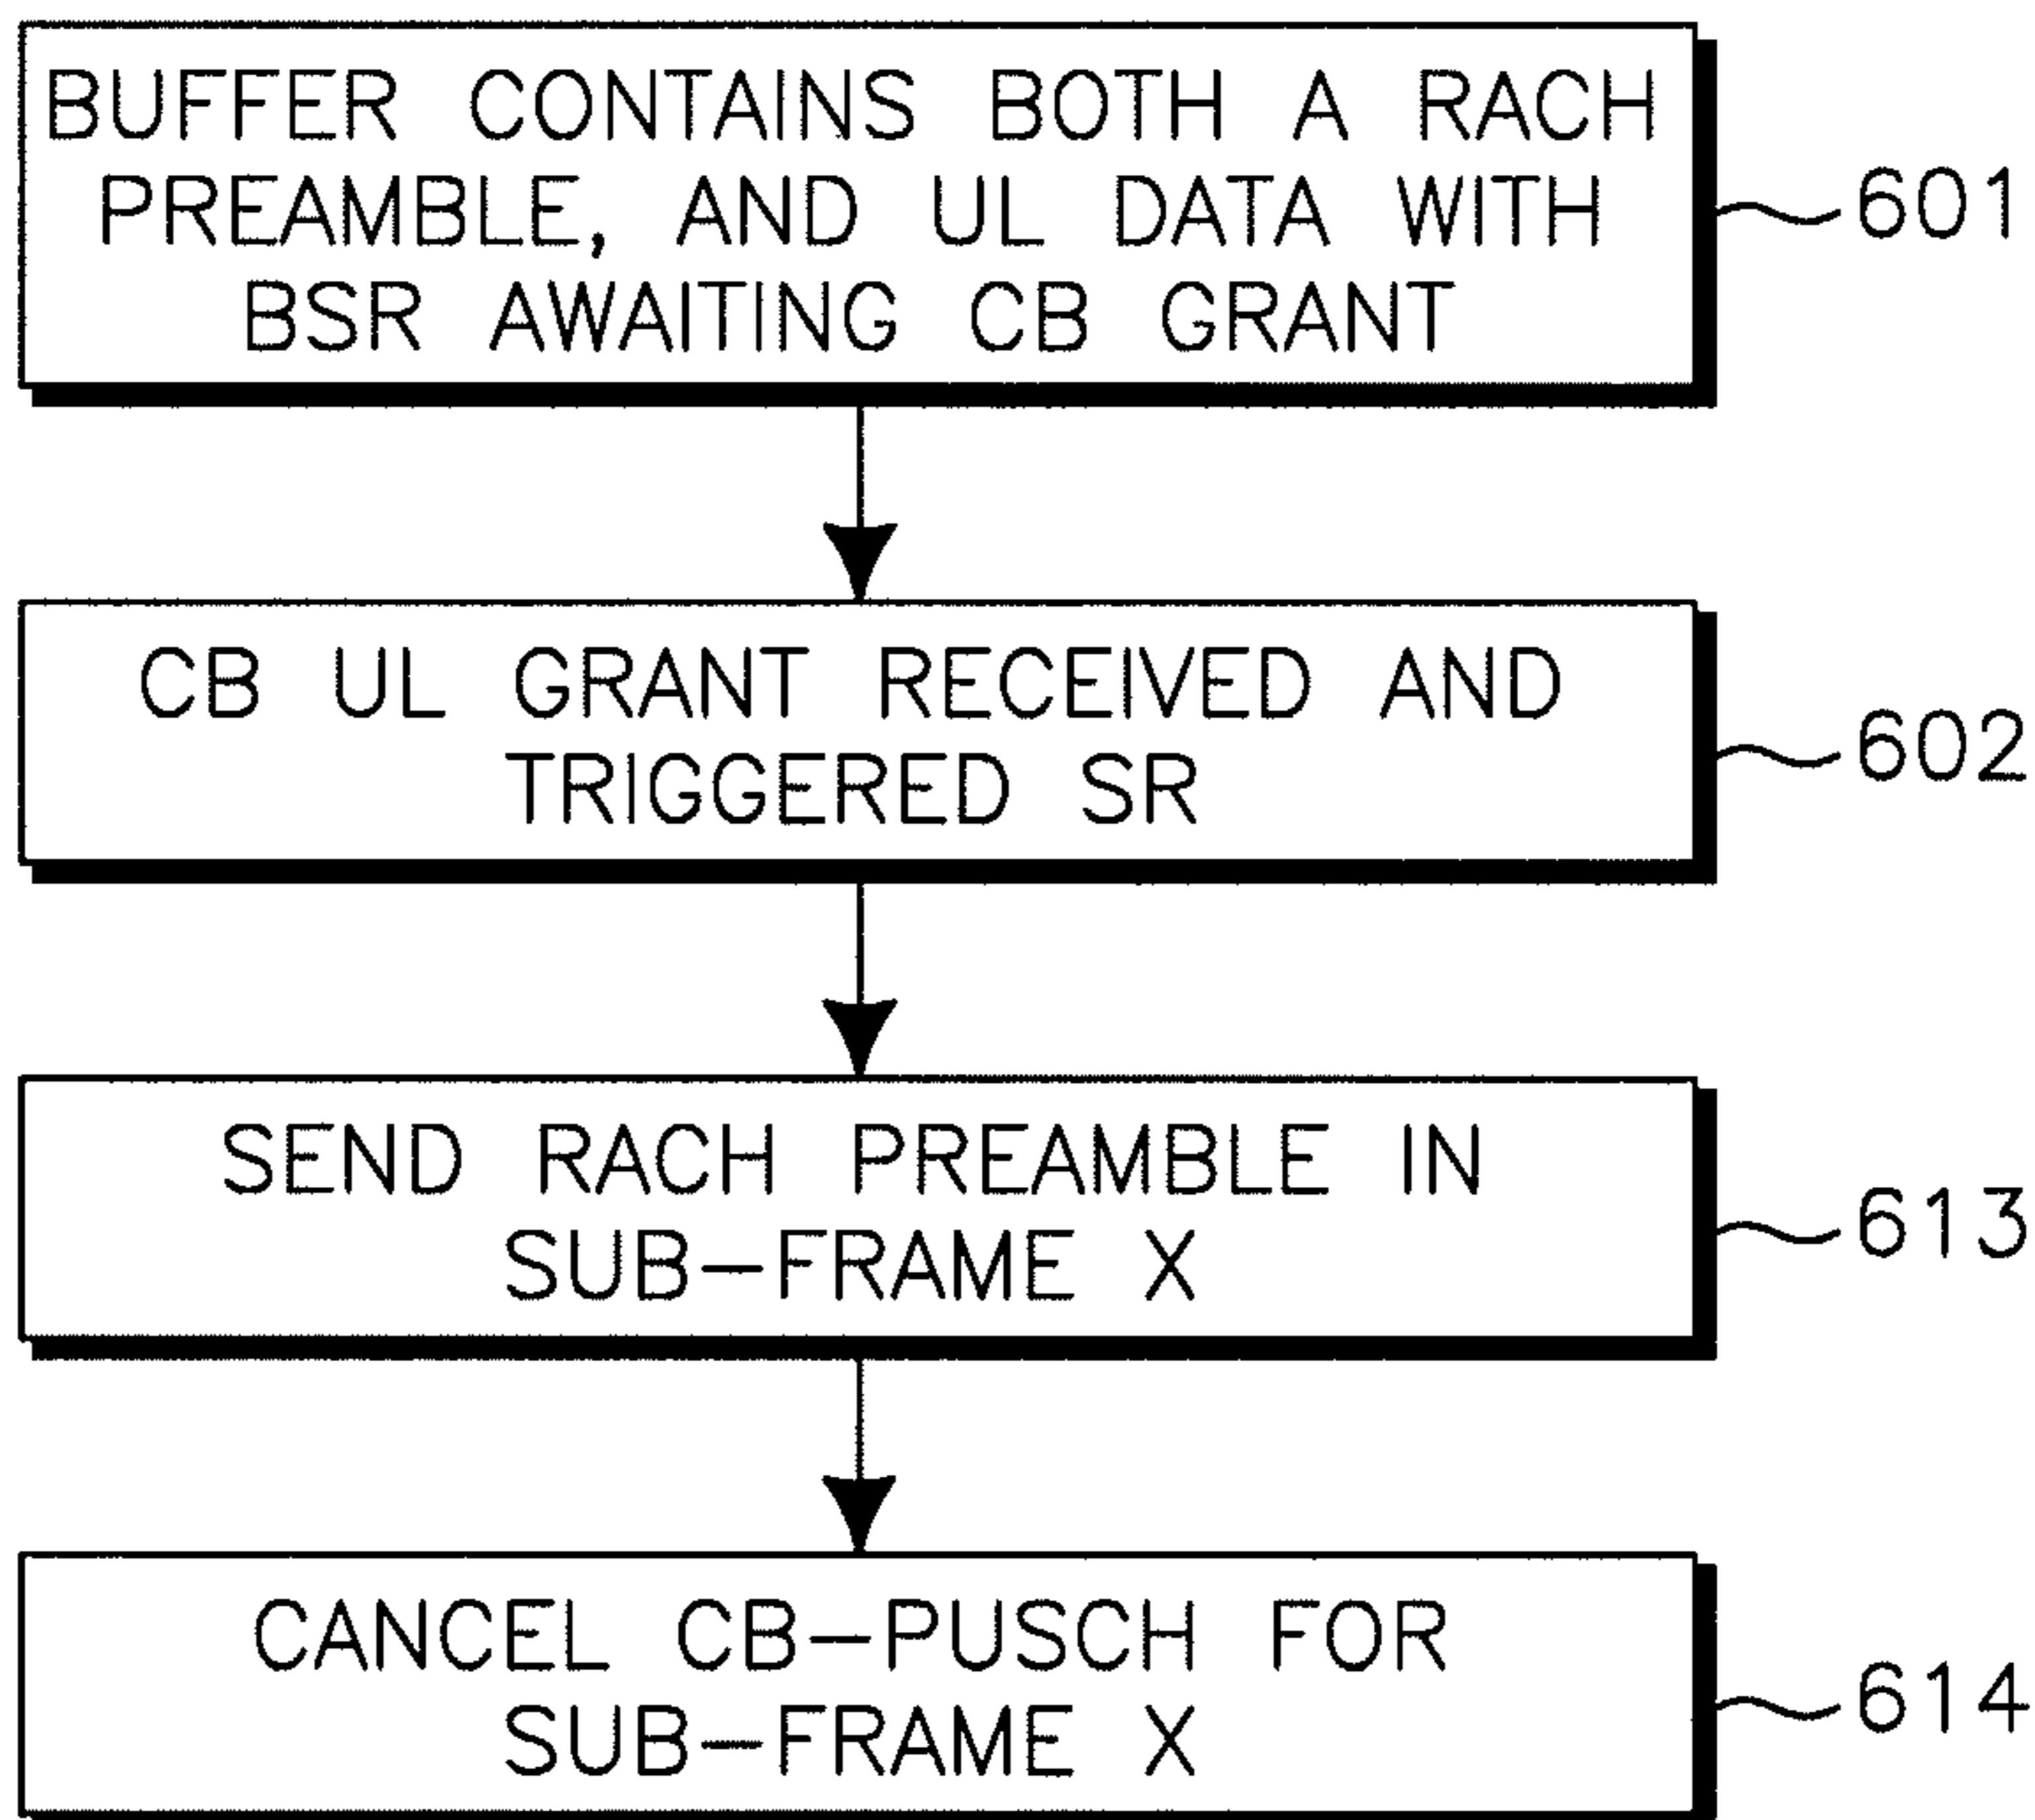 BUFFER CONTAINS BOTH A RACH
PREAMBLE, AND UL DATA WITH
BSR AWAITING CB GRANT
601
CB UL GRANT RECEIVED AND
TRIGGERED SR
602
SEND RACH PREAMBLE IN
SUB-FRAME X
613
CANCEL CB-PUSCH FOR
SUB-FRAME X
614